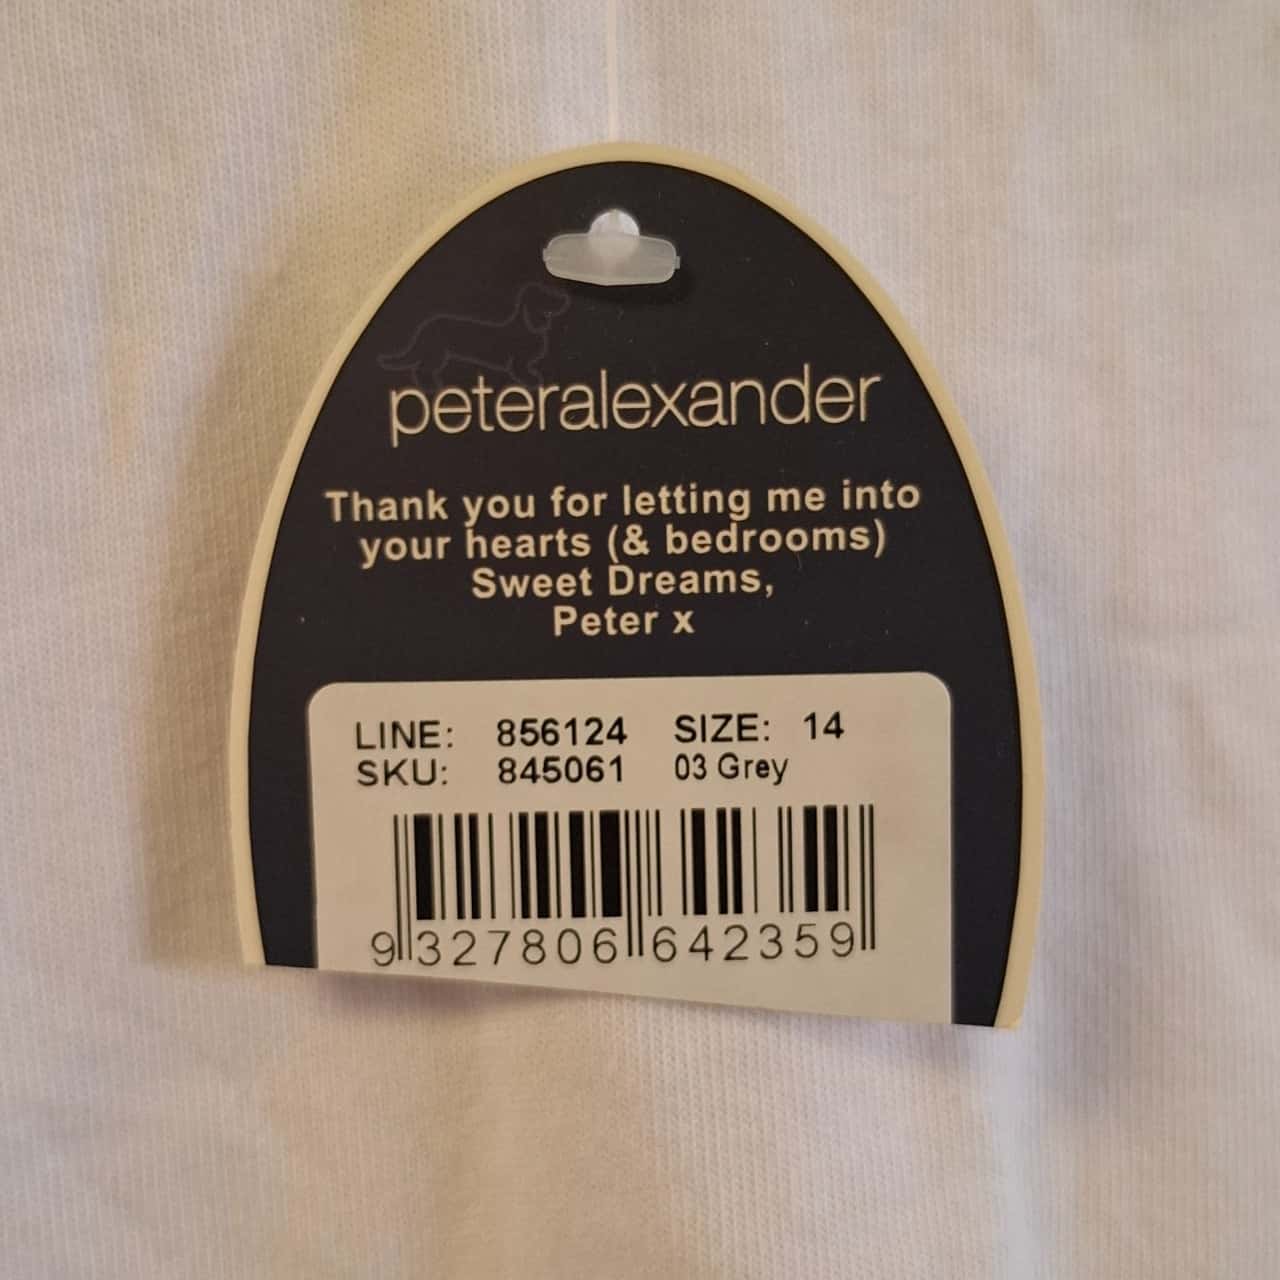 peteralexander
Thank you for letting me into
your hearts (& bedrooms)
Sweet Dreams,
Peter x
LINE: 856124 SIZE: 14
SKU: 845061 03 Grey
9 327806 642359